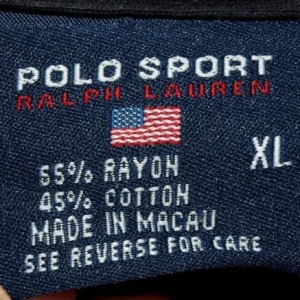 POLO SPORT
RALPH LAUREN
XL
55% RAYON
45% COTTON
MADE IN MACAU
SEE REVERSE FOR CARE